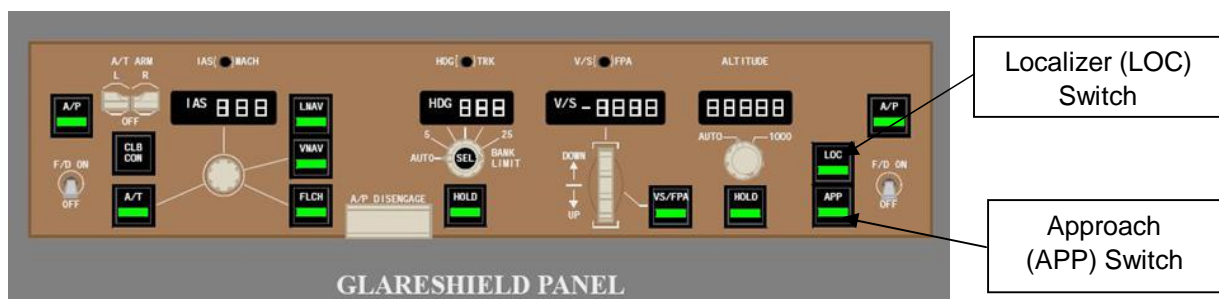 A/T ARM
L R
OFF
IAS MACH
HDG TRK
V/S FPA
ALTITUDE
A/P
IAS 888
LNAV
HDG 888
V/S -8888
88888
A/P
CLB
CON
VNAV
5 25
AUTO SEL BANK
LIMIT
DOWN
UP
AUTO 1000
LOC
F/D ON
OFF
A/T
FLCH
A/P DISENGAGE
HOLD
VS/FPA
HOLD
APP
F/D ON
OFF
GLARESHIELD PANEL
Localizer (LOC)
Switch
Approach
(APP) Switch